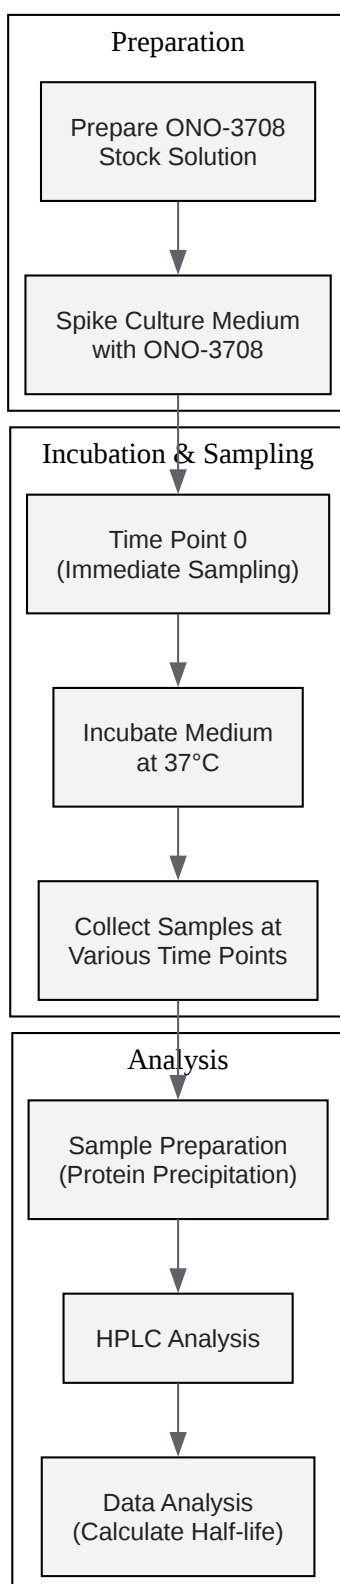 Preparation
Prepare ONO-3708
Stock Solution
Spike Culture Medium
with ONO-3708
Incubation & Sampling
Time Point 0
(Immediate Sampling)
Incubate Medium
at 37°C
Collect Samples at
Various Time Points
Analysis
Sample Preparation
(Protein Precipitation)
HPLC Analysis
Data Analysis
(Calculate Half-life)